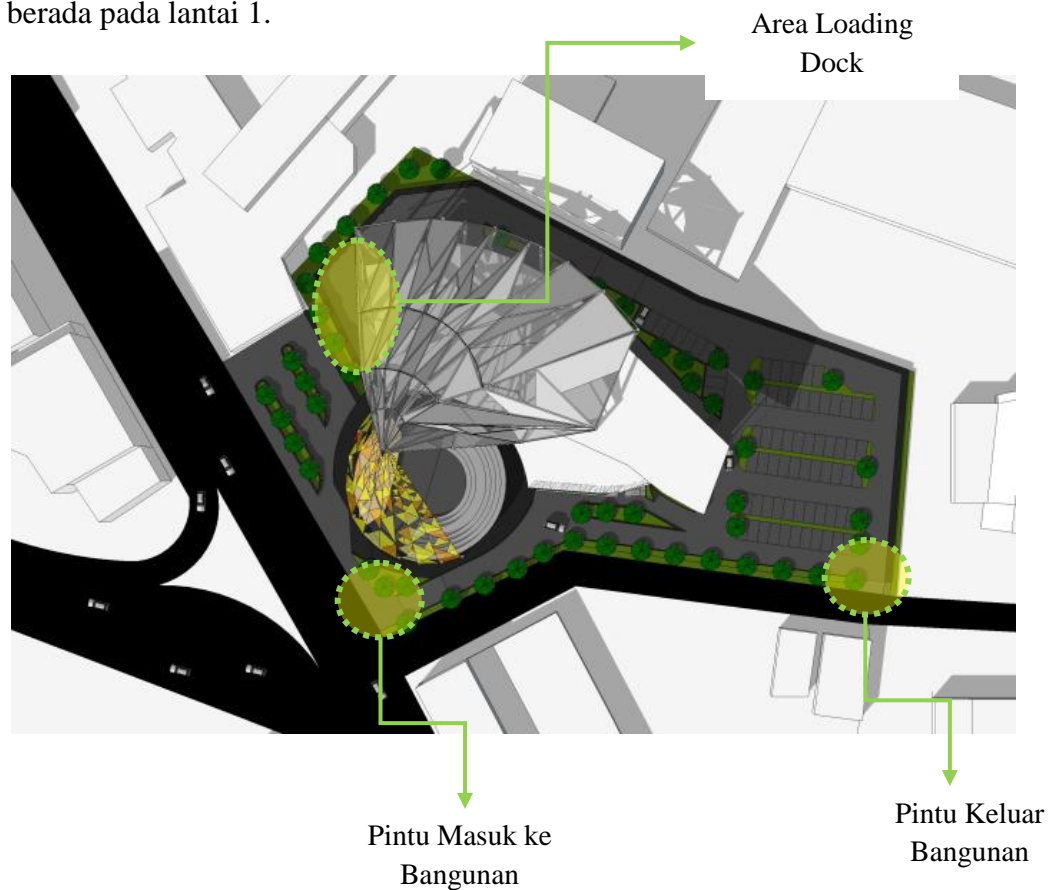 berada pada lantai 1.
Area Loading
Dock
Pintu Masuk ke
Bangunan
Pintu Keluar
Bangunan